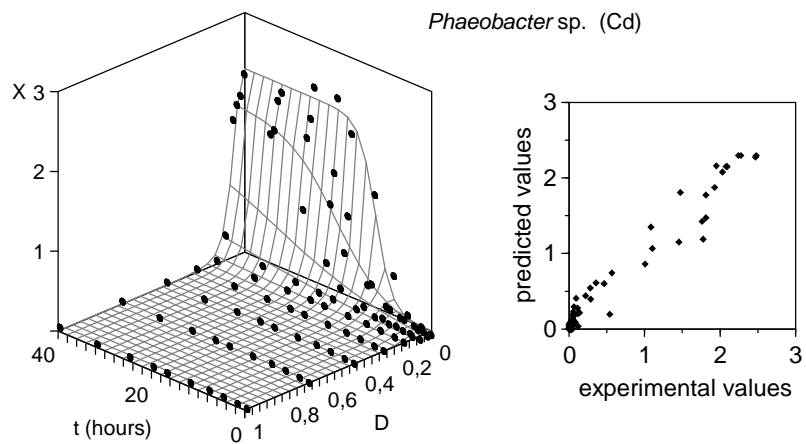 Phaeobacter sp. (Cd)
X 3
2
1
40
20
0
t (hours)
1
0,8
0,6
0,4
0,2
0
D
predicted values
3
2
1
0
0 1 2 3
experimental values